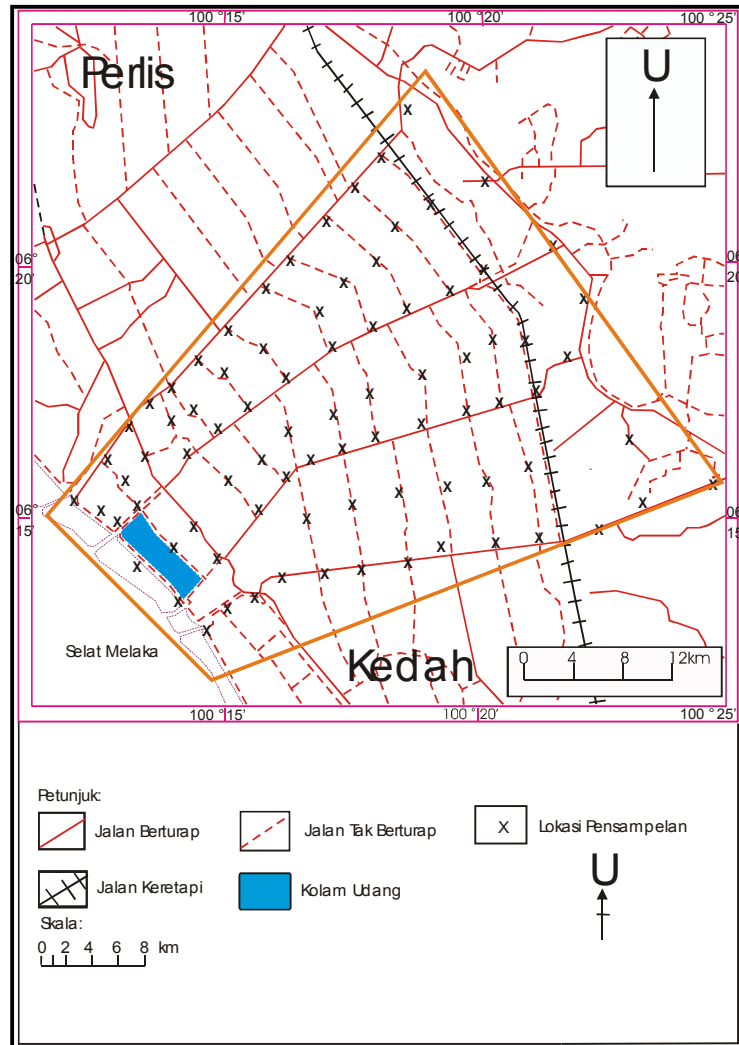 100 °15’ 100 °20’ 100 °25’
Perlis
U
06°
20’
06°
20’
06°
15’
06°
15’
Selat Melaka
Kedah
0 4 8 12km
100 °15’ 100 °20’ 100 °25’
Petunjuk:
Jalan Berturap
Jalan Tak Berturap
X Lokasi Pensampelan
Jalan Keretapi
Kolam Udang
U
Skala:
0 2 4 6 8 km